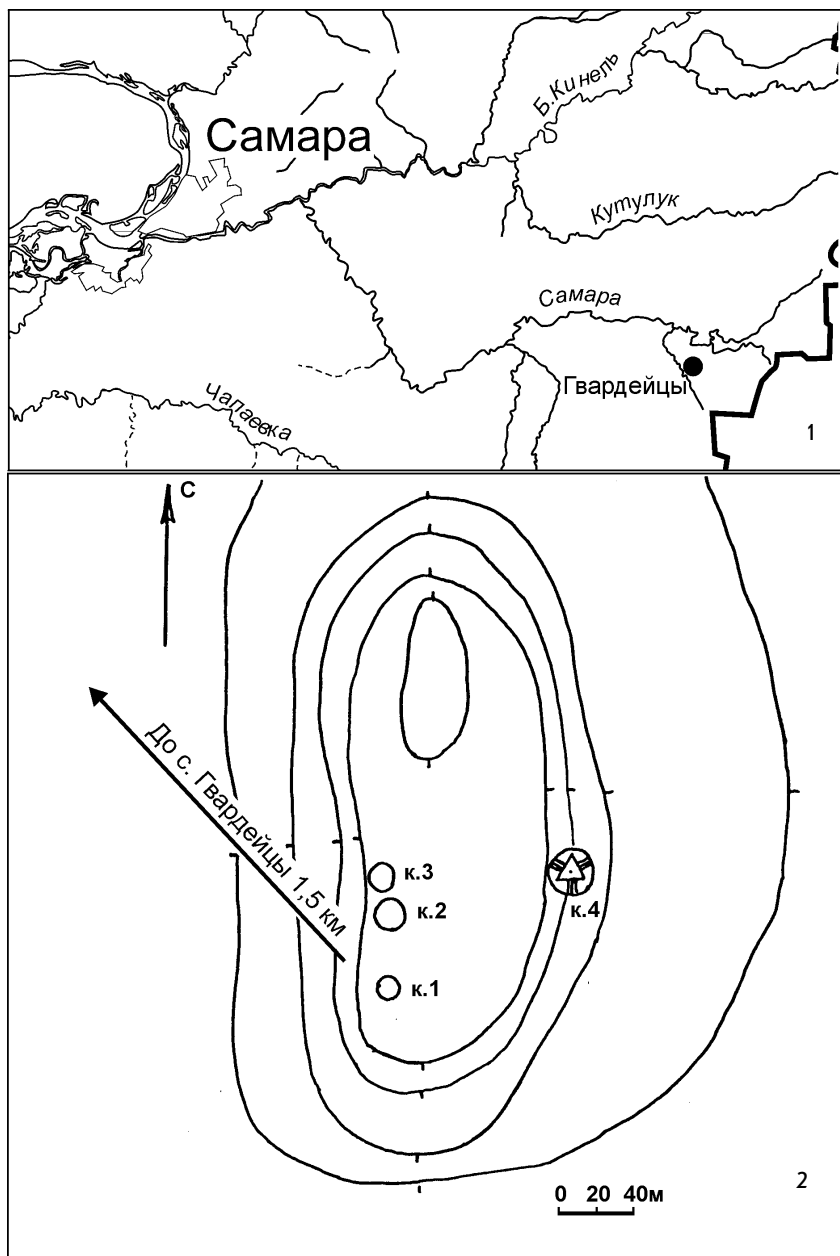 Б.Кинель
Самара
Кутулук
Самара
Гвардейцы
Чапаевка
1
С
До с. Гвардейцы 1,5 км
к.3
к.2
к.4
к.1
2
0 20 40м